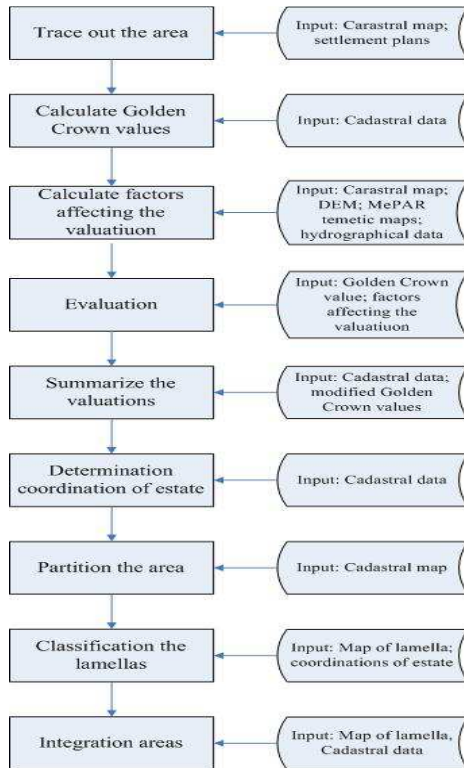 Trace out the area
Input: Carastral map;
settlement plans
Calculate Golden
Crown values
Input: Cadastral data
Calculate factors
affecting the
valuatiuon
Input: Carastral map;
DEM; MePAR
temetic maps;
hydrographical data
Evaluation
Input: Golden Crown
value; factors
affecting the
valuatiuon
Summarize the
valuations
Input: Cadastral data;
modified Golden
Crown values
Determination
coordination of estate
Input: Cadastral data
Partition the area
Input: Cadastral map
Classification the
lamellas
Input: Map of lamella;
coordinations of estate
Integration areas
Input: Map of lamella,
Cadastral data